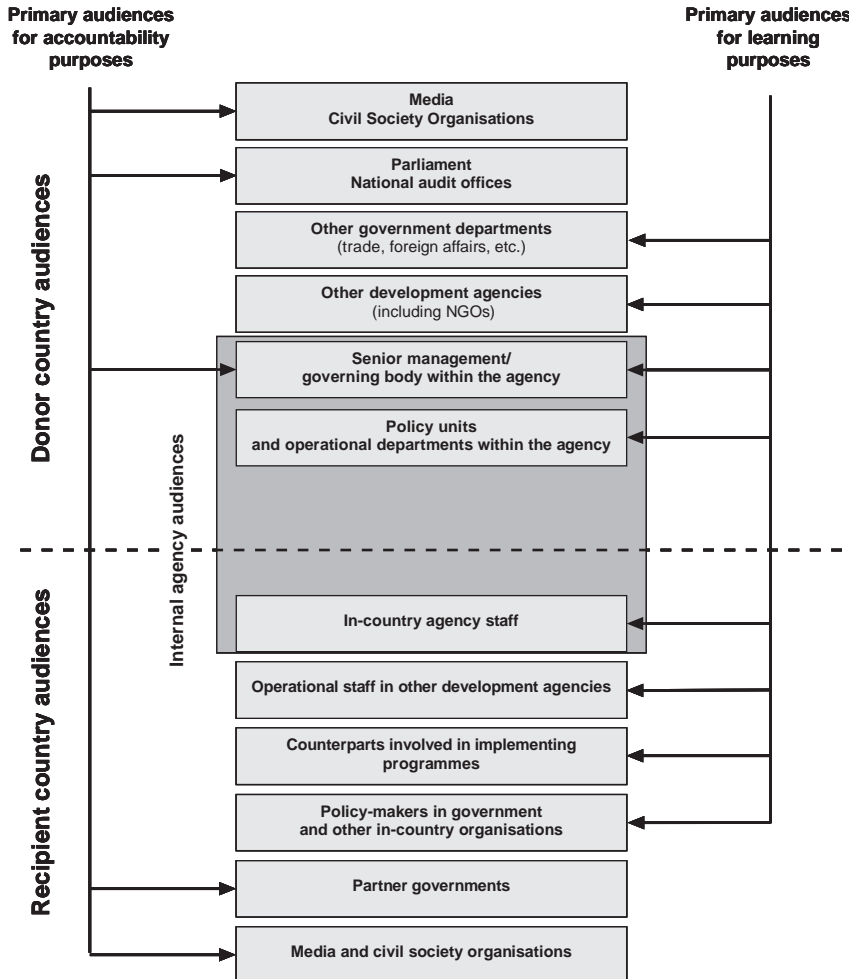 Primary audiences
for accountability
purposes
Primary audiences
for learning
purposes
Media
Civil Society Organisations
Parliament
National audit offices
Other government departments
(trade, foreign affairs, etc.)
Other development agencies
(including NGOs)
Senior management/
governing body within the agency
Policy units
and operational departments within the agency
Donor country audiences
Internal agency audiences
In-country agency staff
Operational staff in other development agencies
Counterparts involved in implementing
programmes
Policy-makers in government
and other in-country organisations
Recipient country audiences
Partner governments
Media and civil society organisations